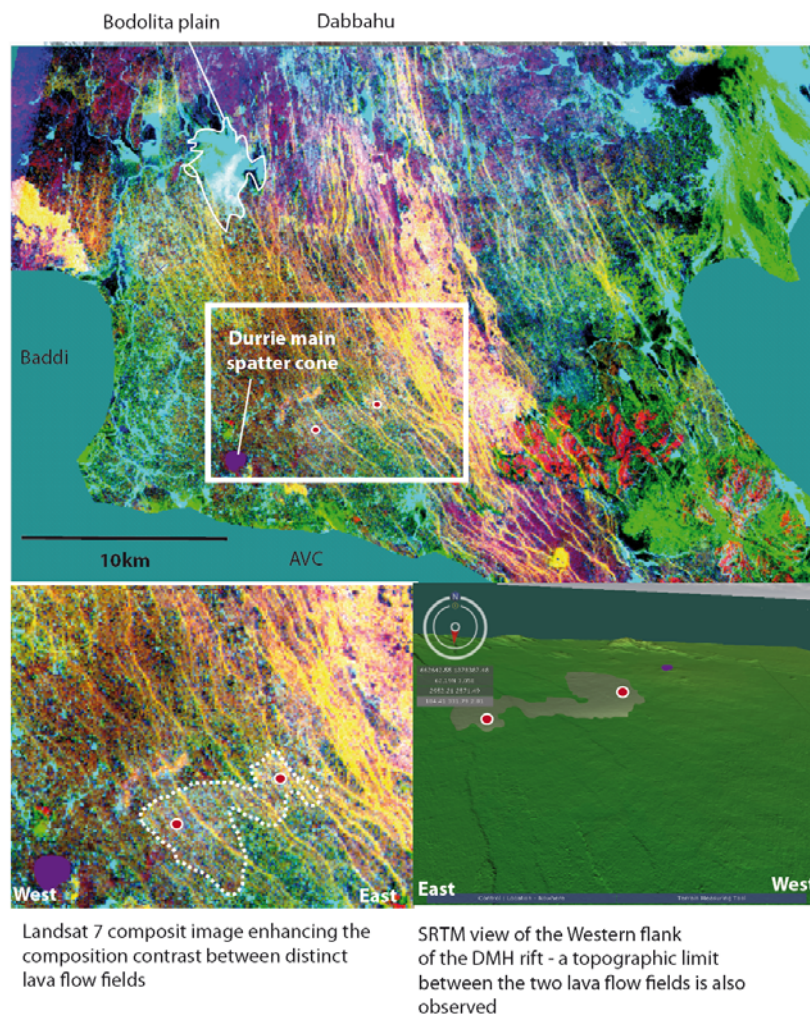 Bodolita plain
Dabbahu
Durrie main
spatter cone
Baddi
10km
AVC
N
West
East
East
West
Landsat 7 composit image enhancing the
composition contrast between distinct
lava flow fields
SRTM view of the Western flank
of the DMH rift - a topographic limit
between the two lava flow fields is also
observed